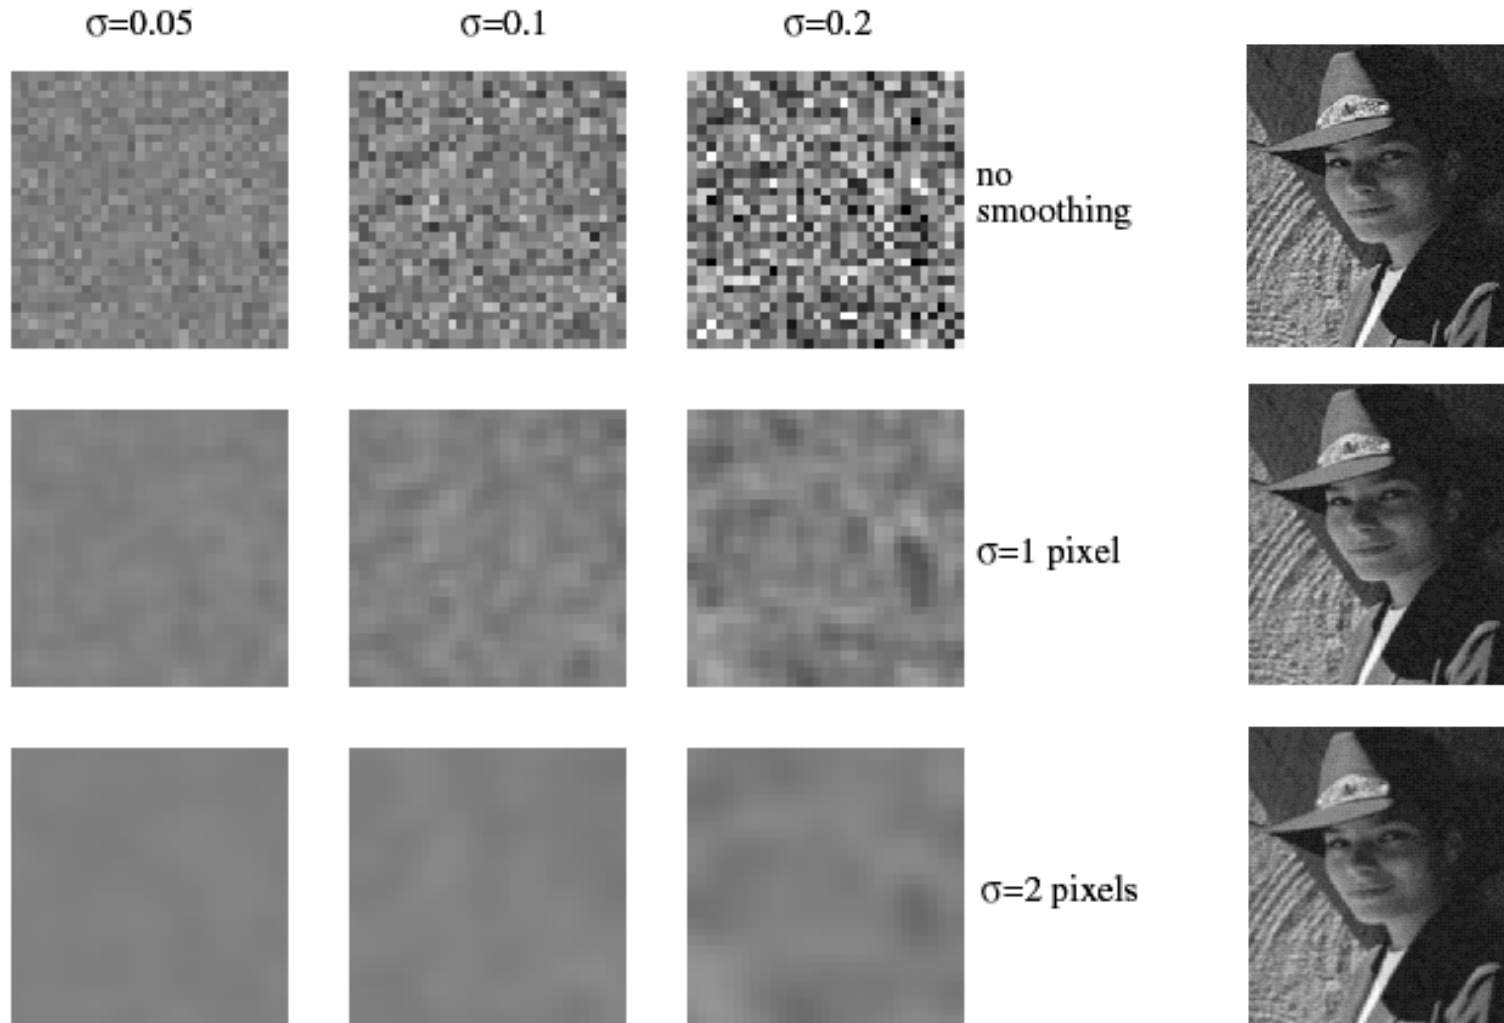 σ=0.05
σ=0.1
σ=0.2
no
smoothing
σ=1 pixel
σ=2 pixels